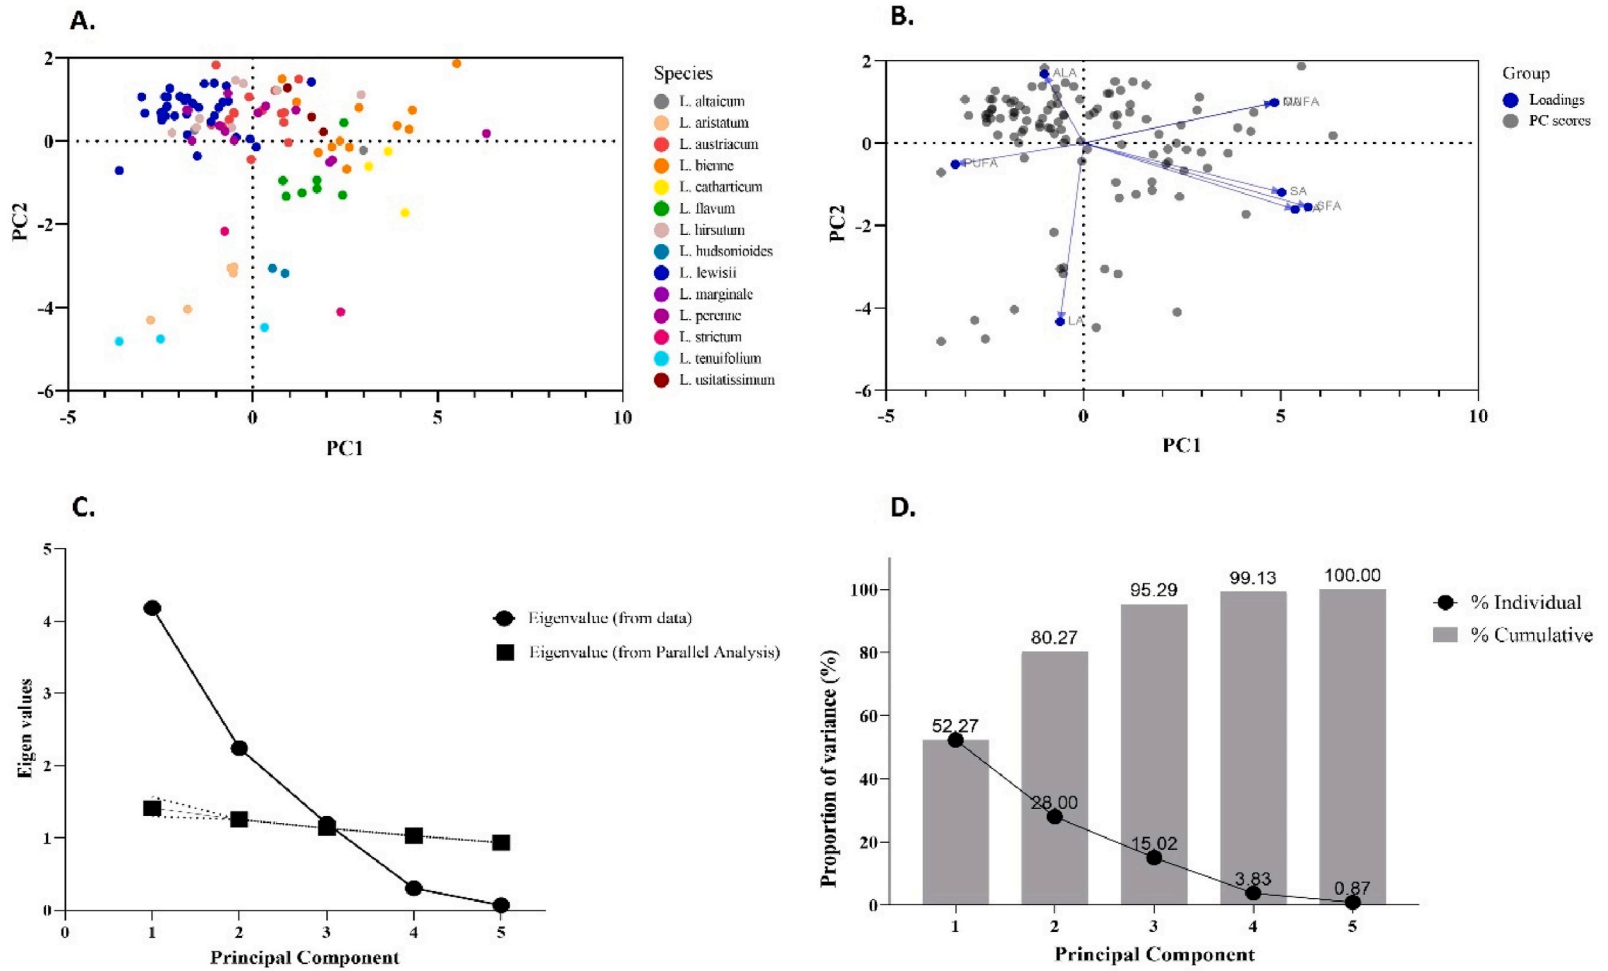 A.
2
0
-2
-4
-6
PC2
-5
0
5
10
PC1
Species
L. altaicum
L. aristatum
L. austriacum
L. bienne
L. catharticum
L. flavum
L. hirsutum
L. hudsonioides
L. lewisii
L. marginale
L. perenne
L. strictum
L. tenuifolium
L. usitatissimum
B.
2
0
-2
-4
-6
PC2
-5
0
5
10
PC1
ALA
MUFA
PUFA
SA
SFA
LA
Group
Loadings
PC scores
C.
5
4
3
2
1
0
Eigen values
0
1
2
3
4
5
Principal Component
Eigenvalue (from data)
Eigenvalue (from Parallel Analysis)
D.
100
80
60
40
20
0
Proportion of variance (%)
52.27
80.27
95.29
99.13
100.00
28.00
15.02
3.83
0.87
1
2
3
4
5
Principal Component
% Individual
% Cumulative